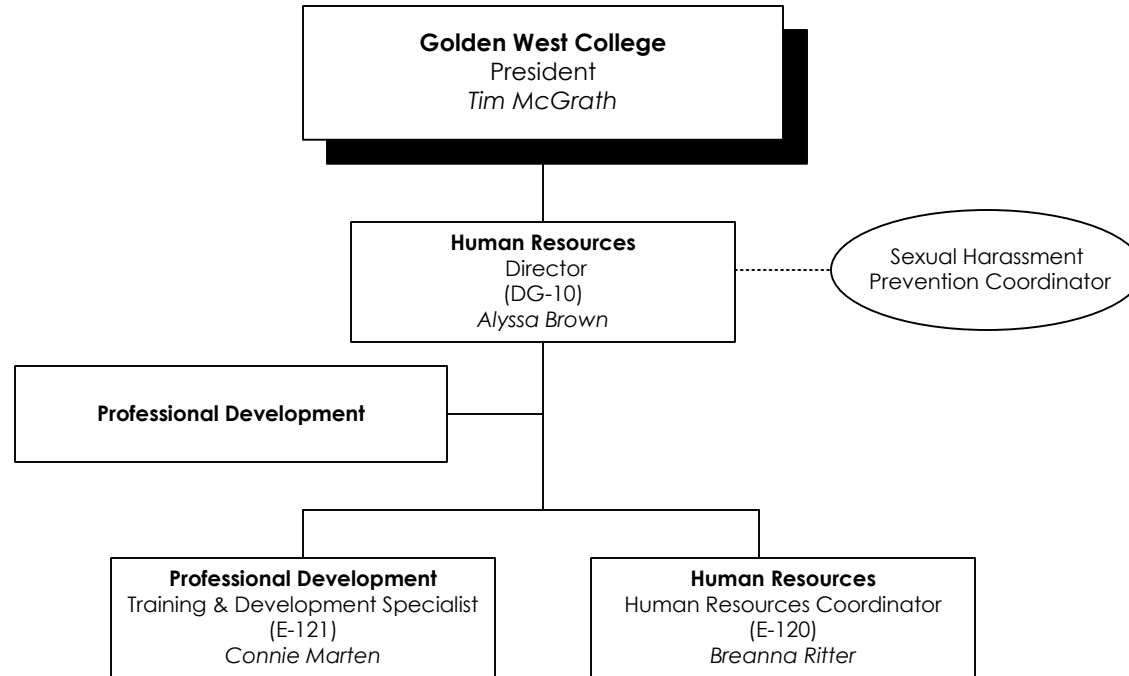 Golden West College
President
Tim McGrath
Human Resources
Director
(DG-10)
Alyssa Brown
Sexual Harassment
Prevention Coordinator
Professional Development
Professional Development
Training & Development Specialist
(E-121)
Connie Marten
Human Resources
Human Resources Coordinator
(E-120)
Breanna Ritter